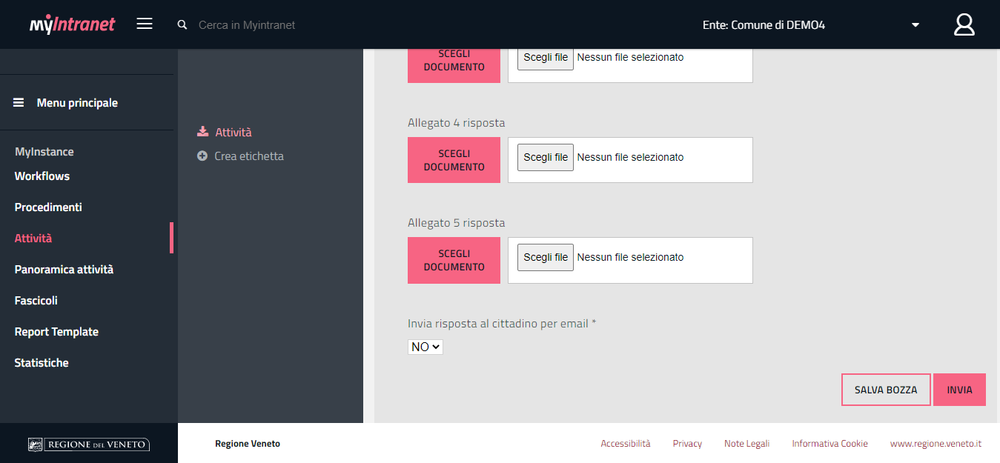 myIntranet
Cerca in Myintranet
Ente: Comune di DEMO4
Menu principale
MyInstance
Workflows
Procedimenti
Attività
Panoramica attività
Fascicoli
Report Template
Statistiche
Attività
Crea etichetta
SCEGLI
DOCUMENTO
Scegli file Nessun file selezionato
Allegato 4 risposta
SCEGLI
DOCUMENTO
Scegli file Nessun file selezionato
Allegato 5 risposta
SCEGLI
DOCUMENTO
Scegli file Nessun file selezionato
Invia risposta al cittadino per email *
NO
SALVA BOZZA
INVIA
REGIONE DEL VENETO
Regione Veneto
Accessibilità
Privacy
Note Legali
Informativa Cookie
www.regione.veneto.it